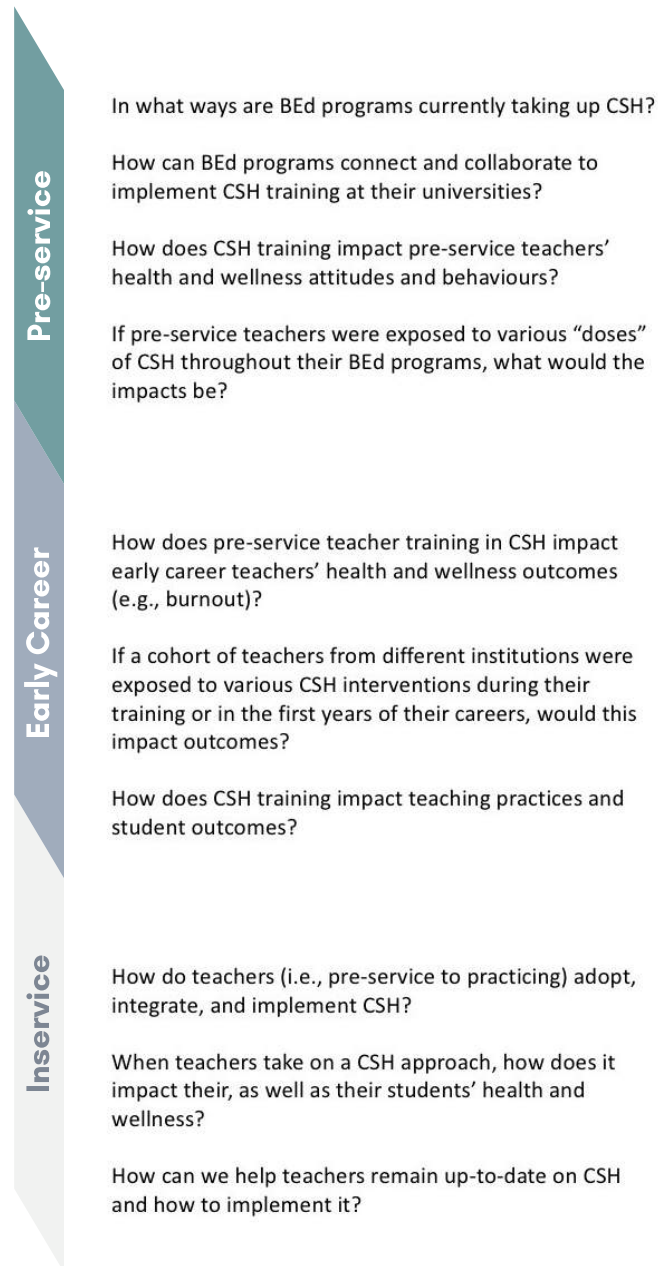 Pre-service
In what ways are BEd programs currently taking up CSH?
How can BEd programs connect and collaborate to
implement CSH training at their universities?
How does CSH training impact pre-service teachers’
health and wellness attitudes and behaviours?
If pre-service teachers were exposed to various “doses”
of CSH throughout their BEd programs, what would the
impacts be?
Early Career
How does pre-service teacher training in CSH impact
early career teachers’ health and wellness outcomes
(e.g., burnout)?
If a cohort of teachers from different institutions were
exposed to various CSH interventions during their
training or in the first years of their careers, would this
impact outcomes?
How does CSH training impact teaching practices and
student outcomes?
Inservice
How do teachers (i.e., pre-service to practicing) adopt,
integrate, and implement CSH?
When teachers take on a CSH approach, how does it
impact their, as well as their students’ health and
wellness?
How can we help teachers remain up-to-date on CSH
and how to implement it?